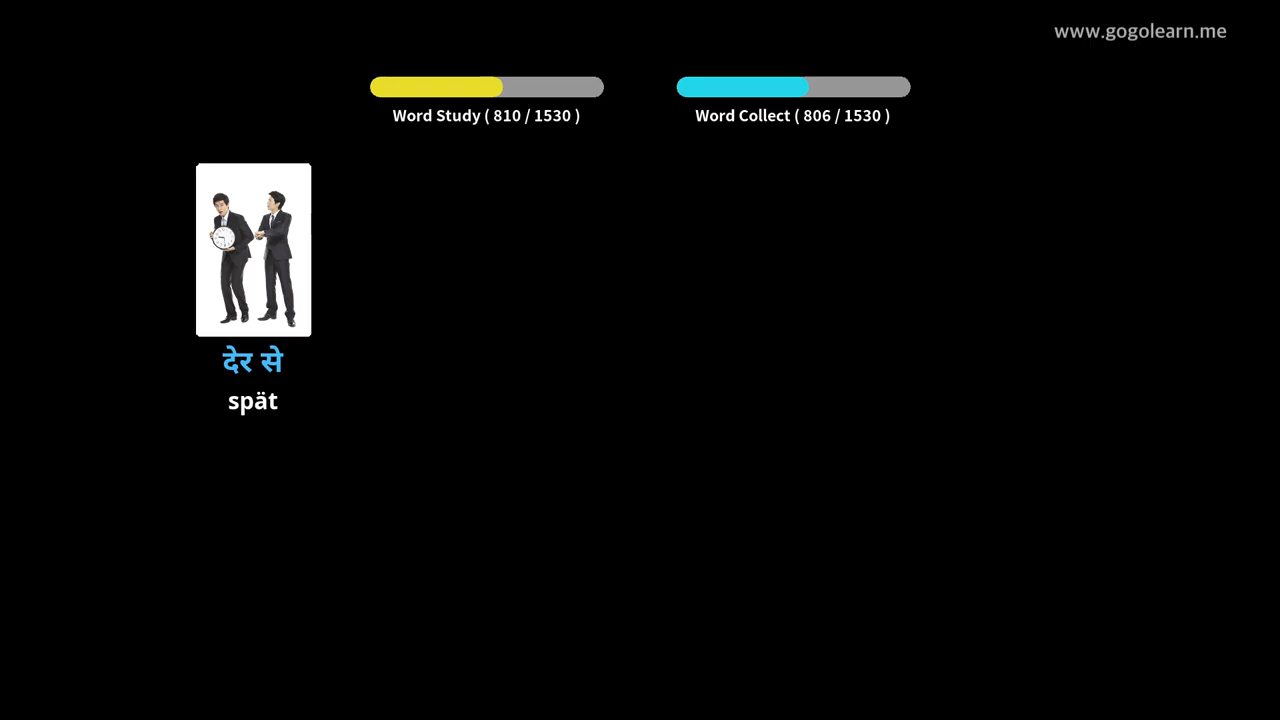 www.gogolearn.me
Word Study ( 810 / 1530 )
Word Collect ( 806 / 1530 )
देर से
spät